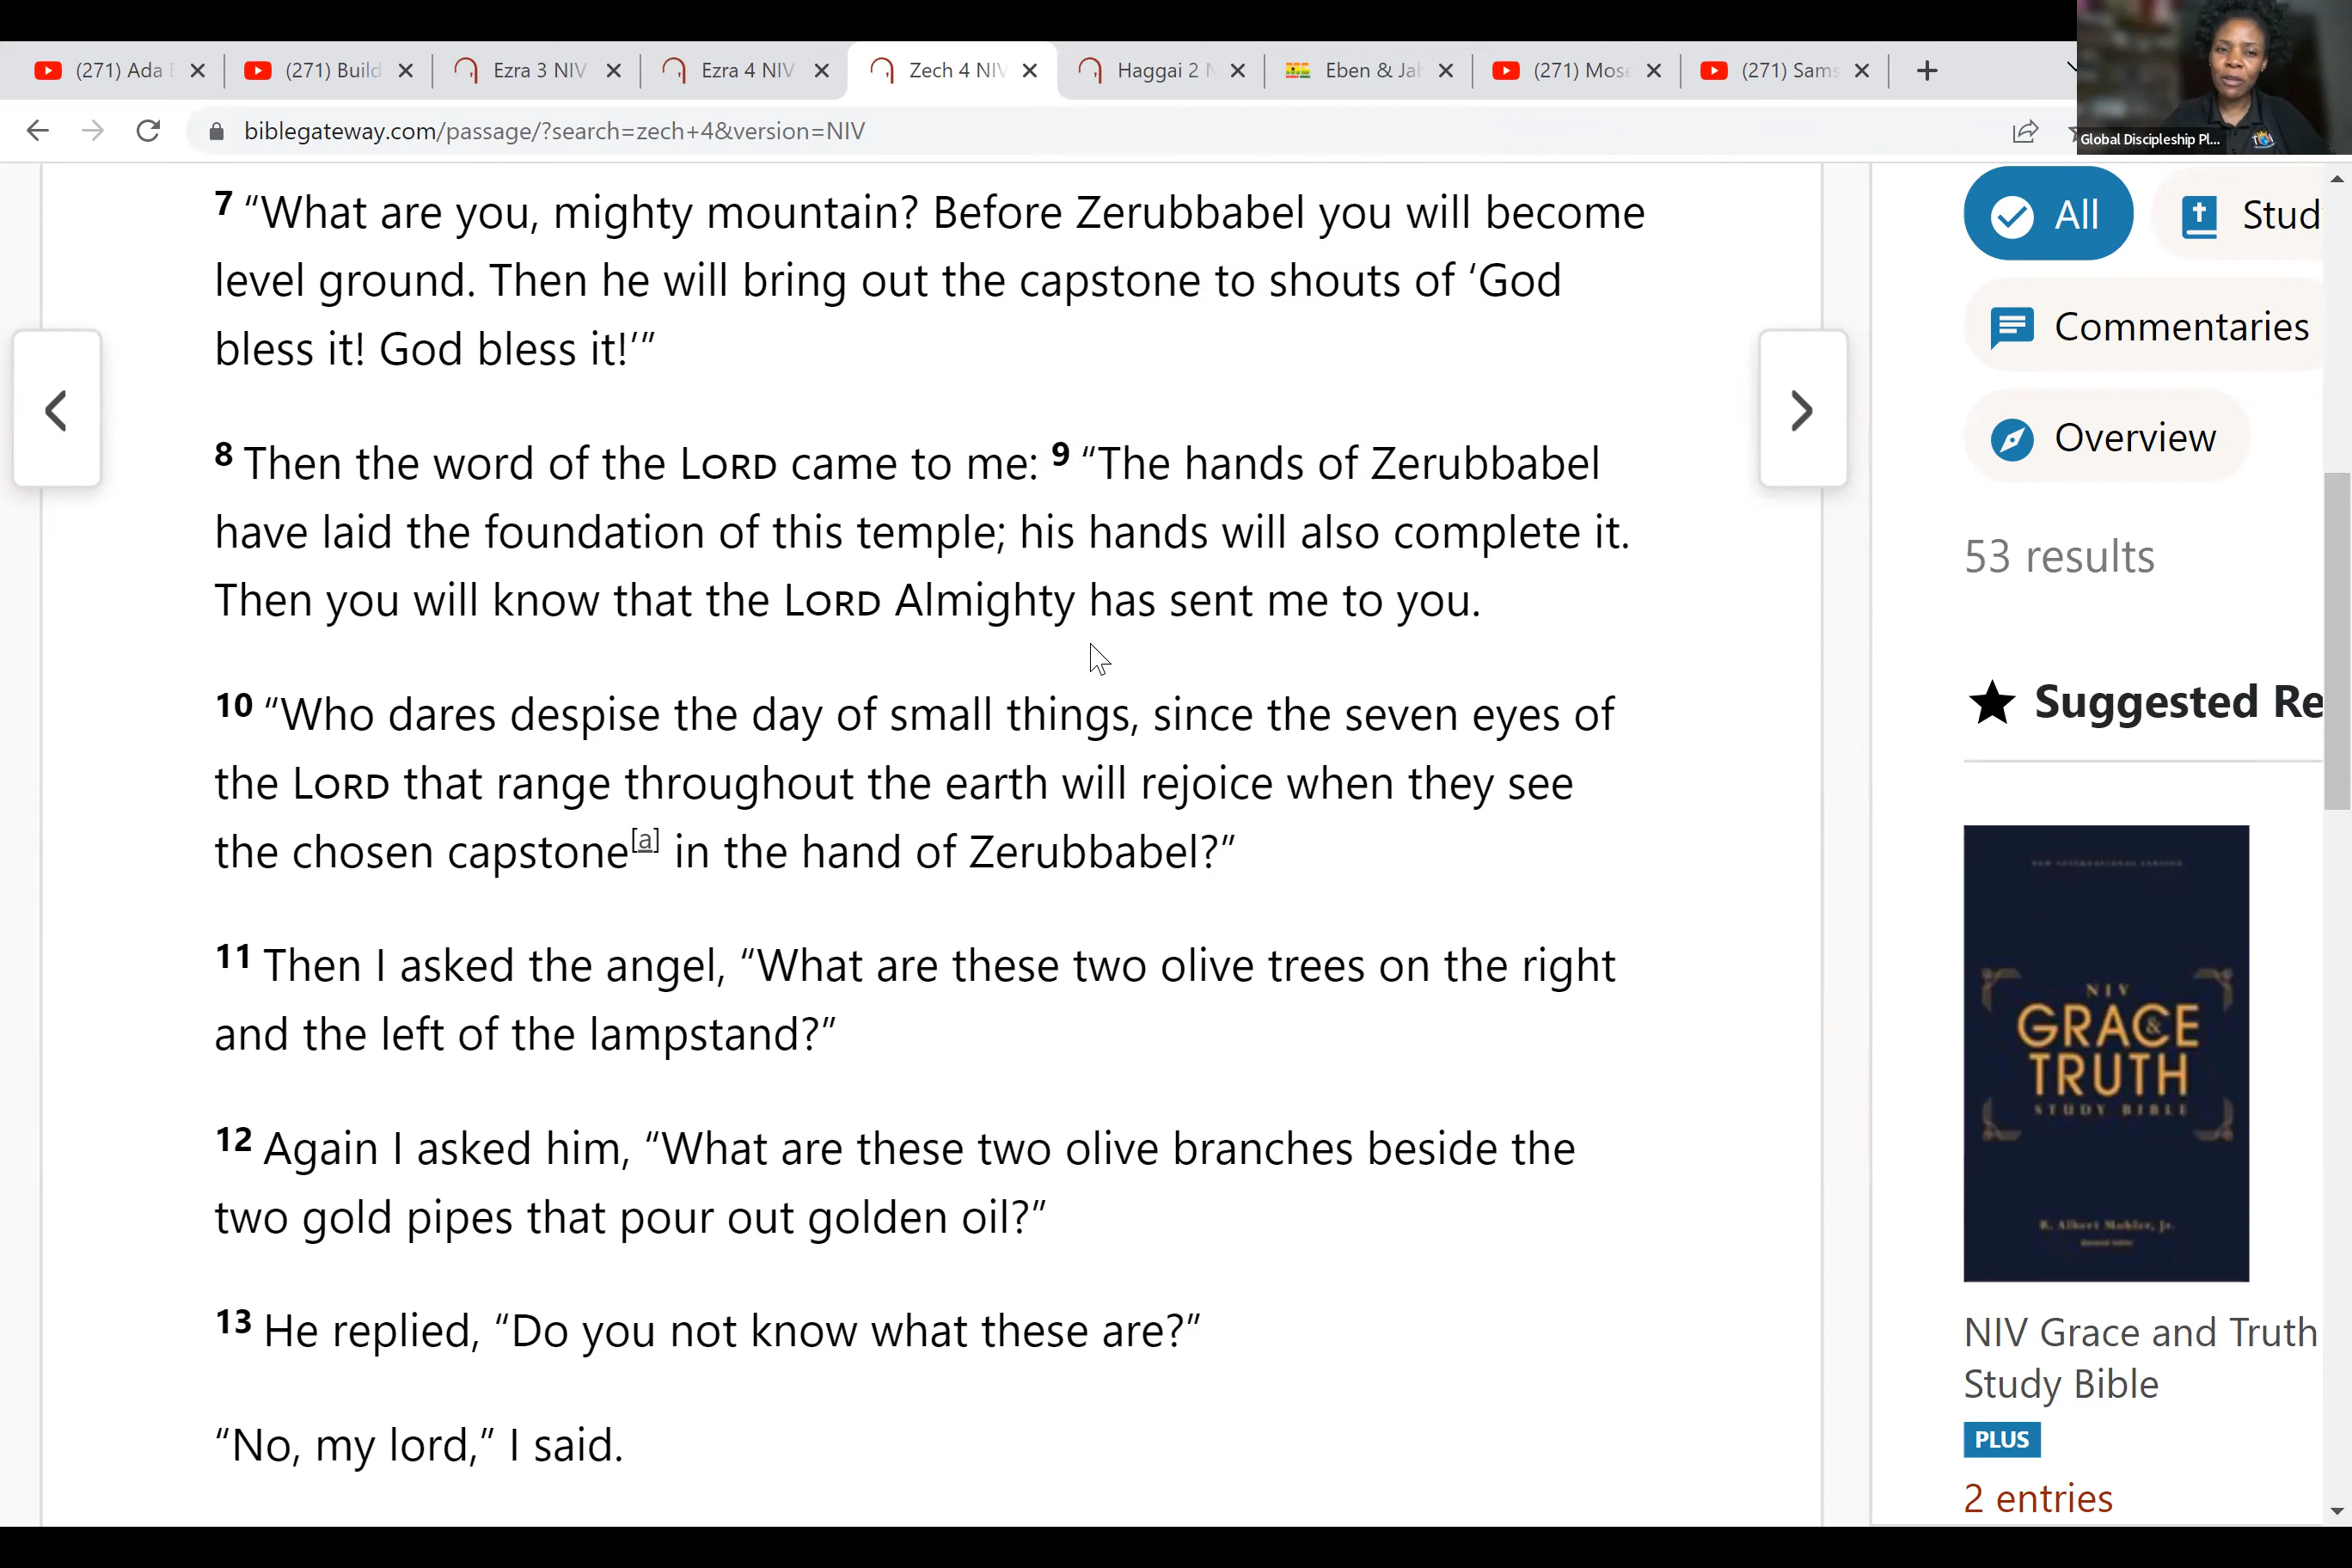 (271) Ada E
(271) Build
Ezra 3 NIV
Ezra 4 NIV
Zech 4 NIV
Haggai 2 N
Eben & Jah
(271) Mose
(271) Sams
biblegateway.com/passage/?search=zech+4&version=NIV
Global Discipleship Pl...
7 “What are you, mighty mountain? Before Zerubbabel you will become
level ground. Then he will bring out the capstone to shouts of ‘God
bless it! God bless it!’”
8 Then the word of the LORD came to me: 9 “The hands of Zerubbabel
have laid the foundation of this temple; his hands will also complete it.
Then you will know that the LORD Almighty has sent me to you.
10 “Who dares despise the day of small things, since the seven eyes of
the LORD that range throughout the earth will rejoice when they see
the chosen capstone[a] in the hand of Zerubbabel?”
11 Then I asked the angel, “What are these two olive trees on the right
and the left of the lampstand?”
12 Again I asked him, “What are these two olive branches beside the
two gold pipes that pour out golden oil?”
13 He replied, “Do you not know what these are?”
“No, my lord,” I said.
All
Stud
Commentaries
Overview
53 results
Suggested Re
NIV
GRACE
&
TRUTH
STUDY BIBLE
R. Albert Mohler, Jr.
NIV Grace and Truth
Study Bible
PLUS
2 entries